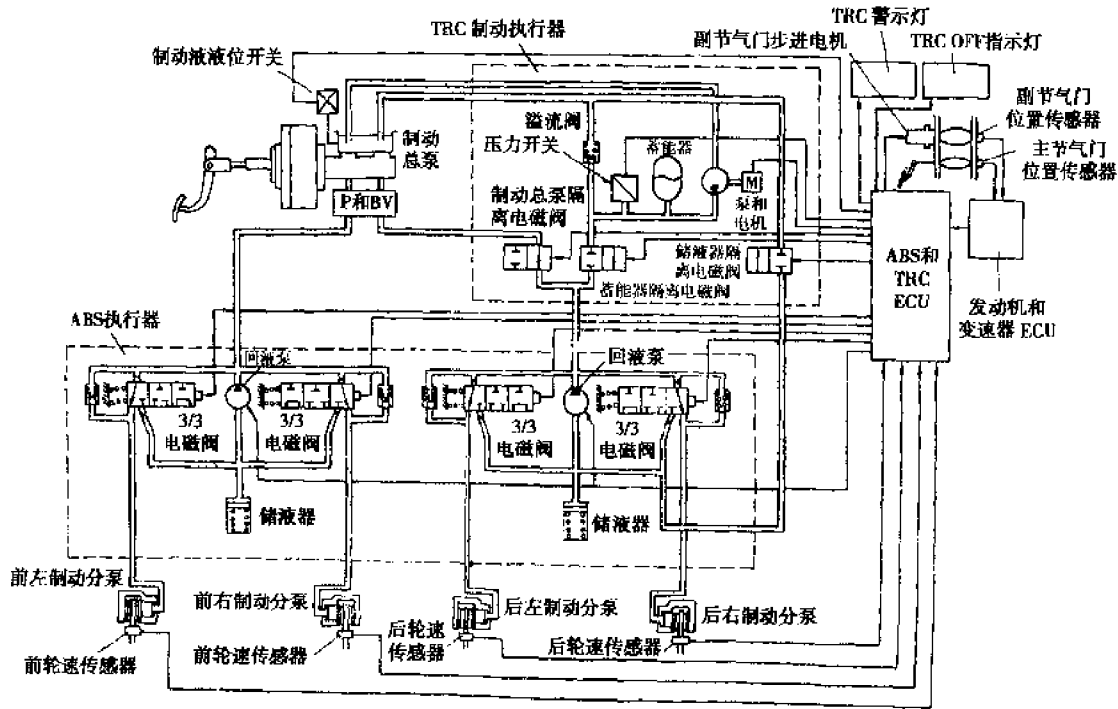 TRC 制动执行器
TRC 警示灯
副节气门步进电机
TRC OFF指示灯
制动液液位开关
副节气门
位置传感器
溢流阀
压力开关
蓄能器
主节气门
位置传感器
制动
总泵
P和BV
制动总泵隔
离电磁阀
M
泵和
电机
储液器隔
离电磁阀
蓄能器隔离电磁阀
ABS和
TRC
ECU
发动机和
变速器 ECU
ABS执行器
回液泵
回液泵
3/3
电磁阀
3/3
电磁阀
3/3
电磁阀
3/3
电磁阀
储液器
储液器
前左制动分泵
前右制动分泵
后左制动分泵
后右制动分泵
前轮速传感器
前轮速传感器
后轮速
传感器
后轮速传感器